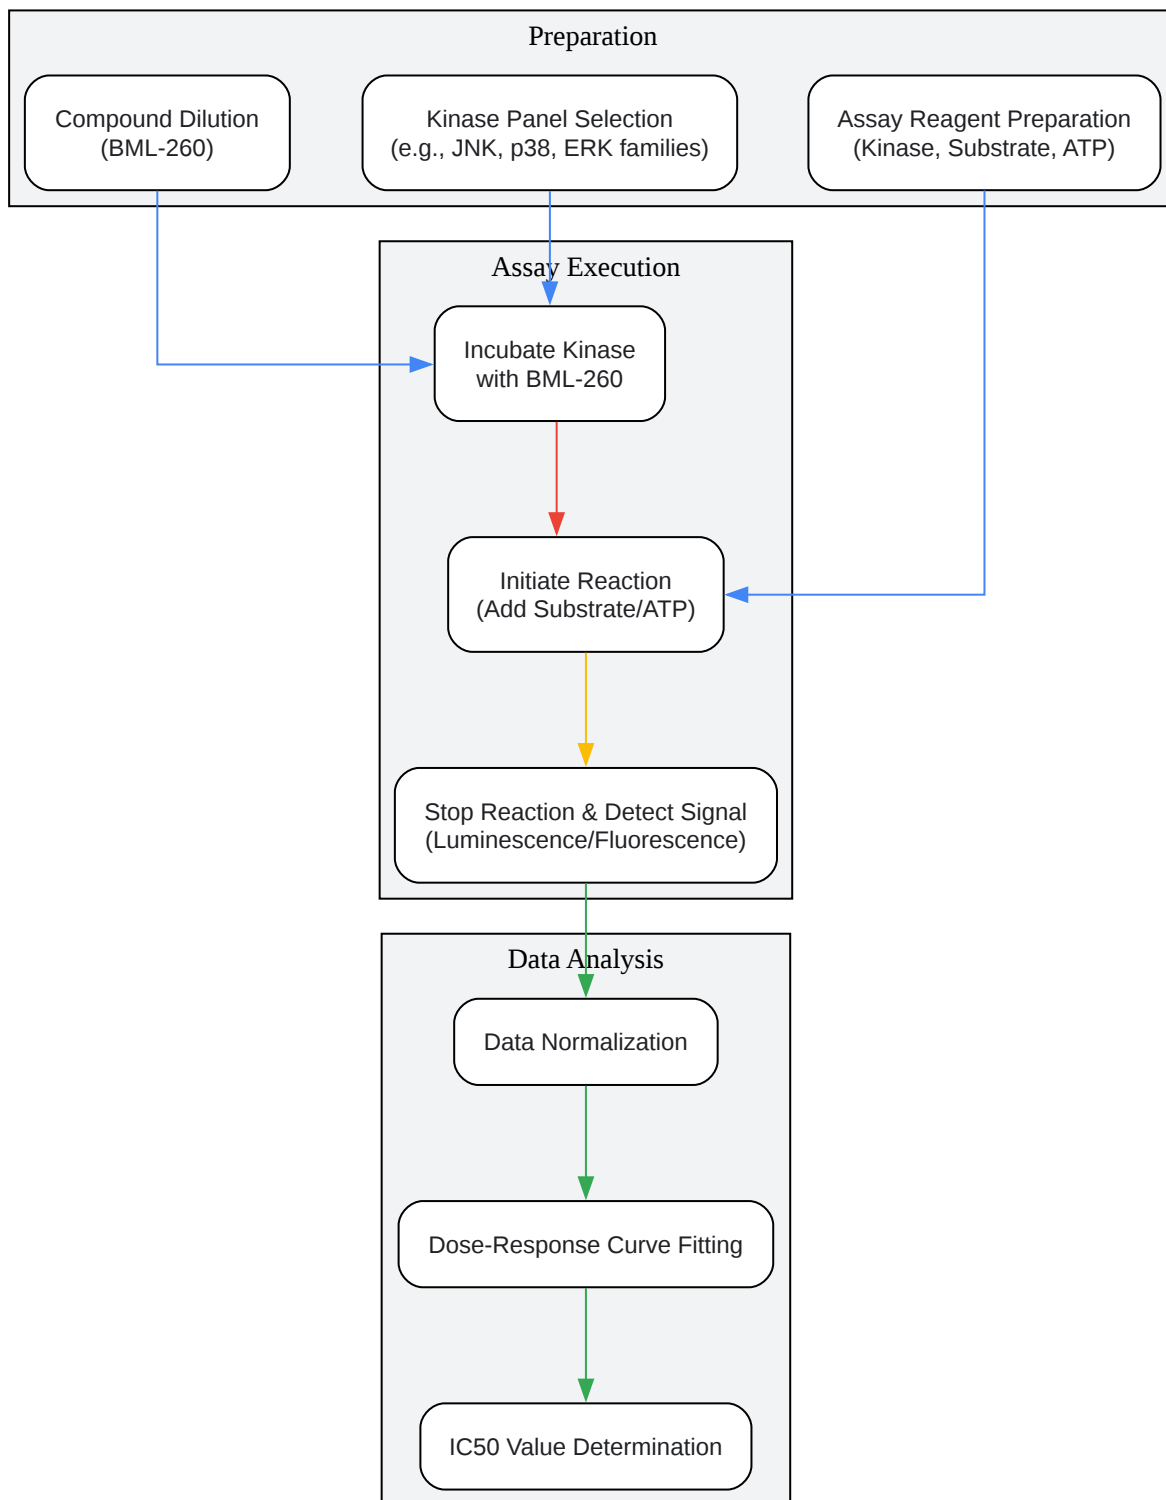 Preparation
Compound Dilution
(BML-260)
Kinase Panel Selection
(e.g., JNK, p38, ERK families)
Assay Reagent Preparation
(Kinase, Substrate, ATP)
Assay Execution
Incubate Kinase
with BML-260
Initiate Reaction
(Add Substrate/ATP)
Stop Reaction & Detect Signal
(Luminescence/Fluorescence)
Data Analysis
Data Normalization
Dose-Response Curve Fitting
IC50 Value Determination